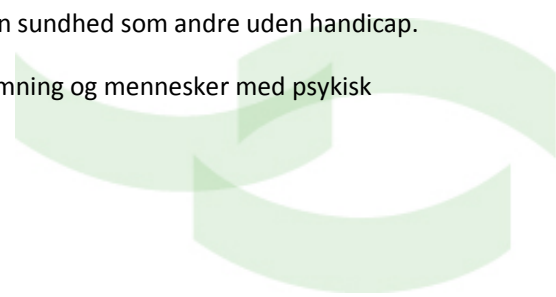 n sundhed som andre uden handicap.
mning og mennesker med psykisk